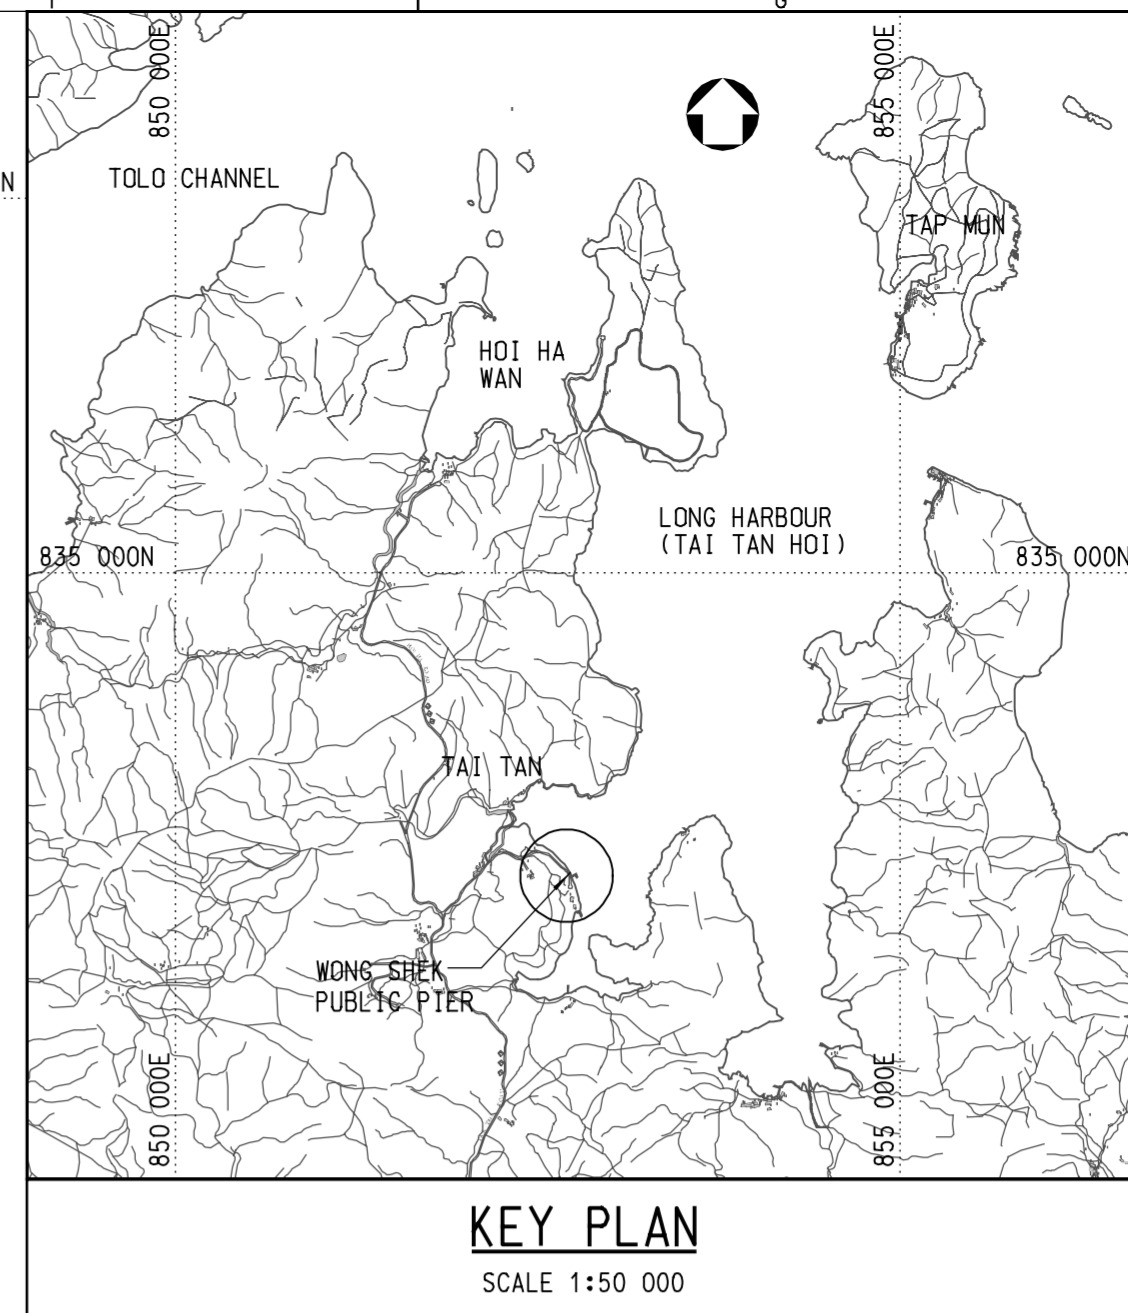 850 000E
855 000E
N
TOLO CHANNEL
TAP MUN
HOI HA
WAN
LONG HARBOUR
(TAI TAN HOI)
835 000N
835 000N
TAI TAN
WONG SHEK
PUBLIC PIER
850 000E
855 000E
KEY PLAN
SCALE 1:50 000